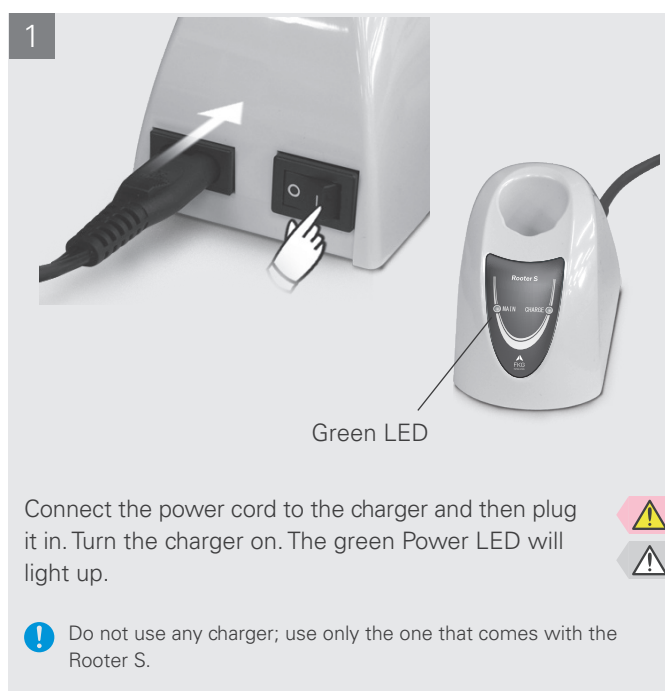 1
O I
Rooter S
MAIN CHARGE
FKG
Green LED
Connect the power cord to the charger and then plug
it in. Turn the charger on. The green Power LED will
light up.
Do not use any charger; use only the one that comes with the
Rooter S.